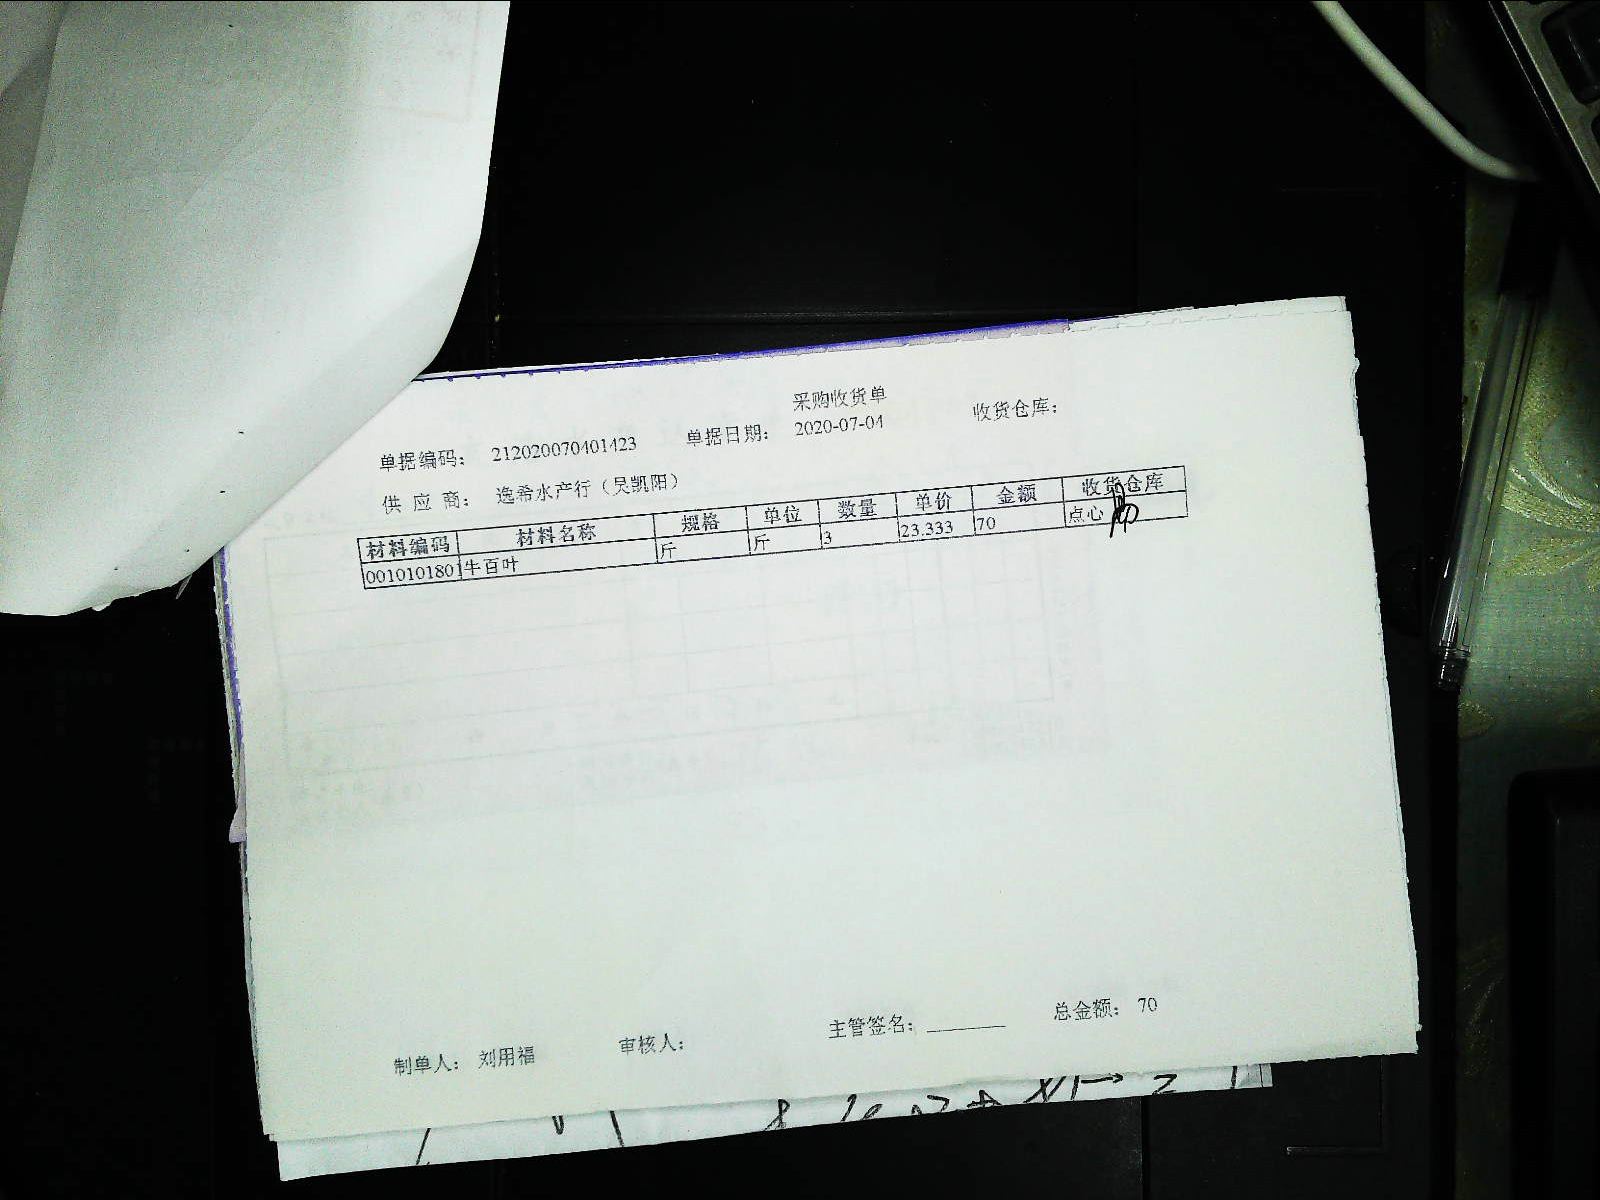 采购收货单
单据编码： 212020070401423 单据日期： 2020-07-04 收货仓库：
供 应 商： 逸希水产行（吴凯阳）
材料编码 材料名称 规格 单位 数量 单价 金额 收货仓库
0010101801 牛百叶 斤 斤 3 23.333 70 点心
制单人： 刘用福 审核人： 主管签名： 总金额： 70